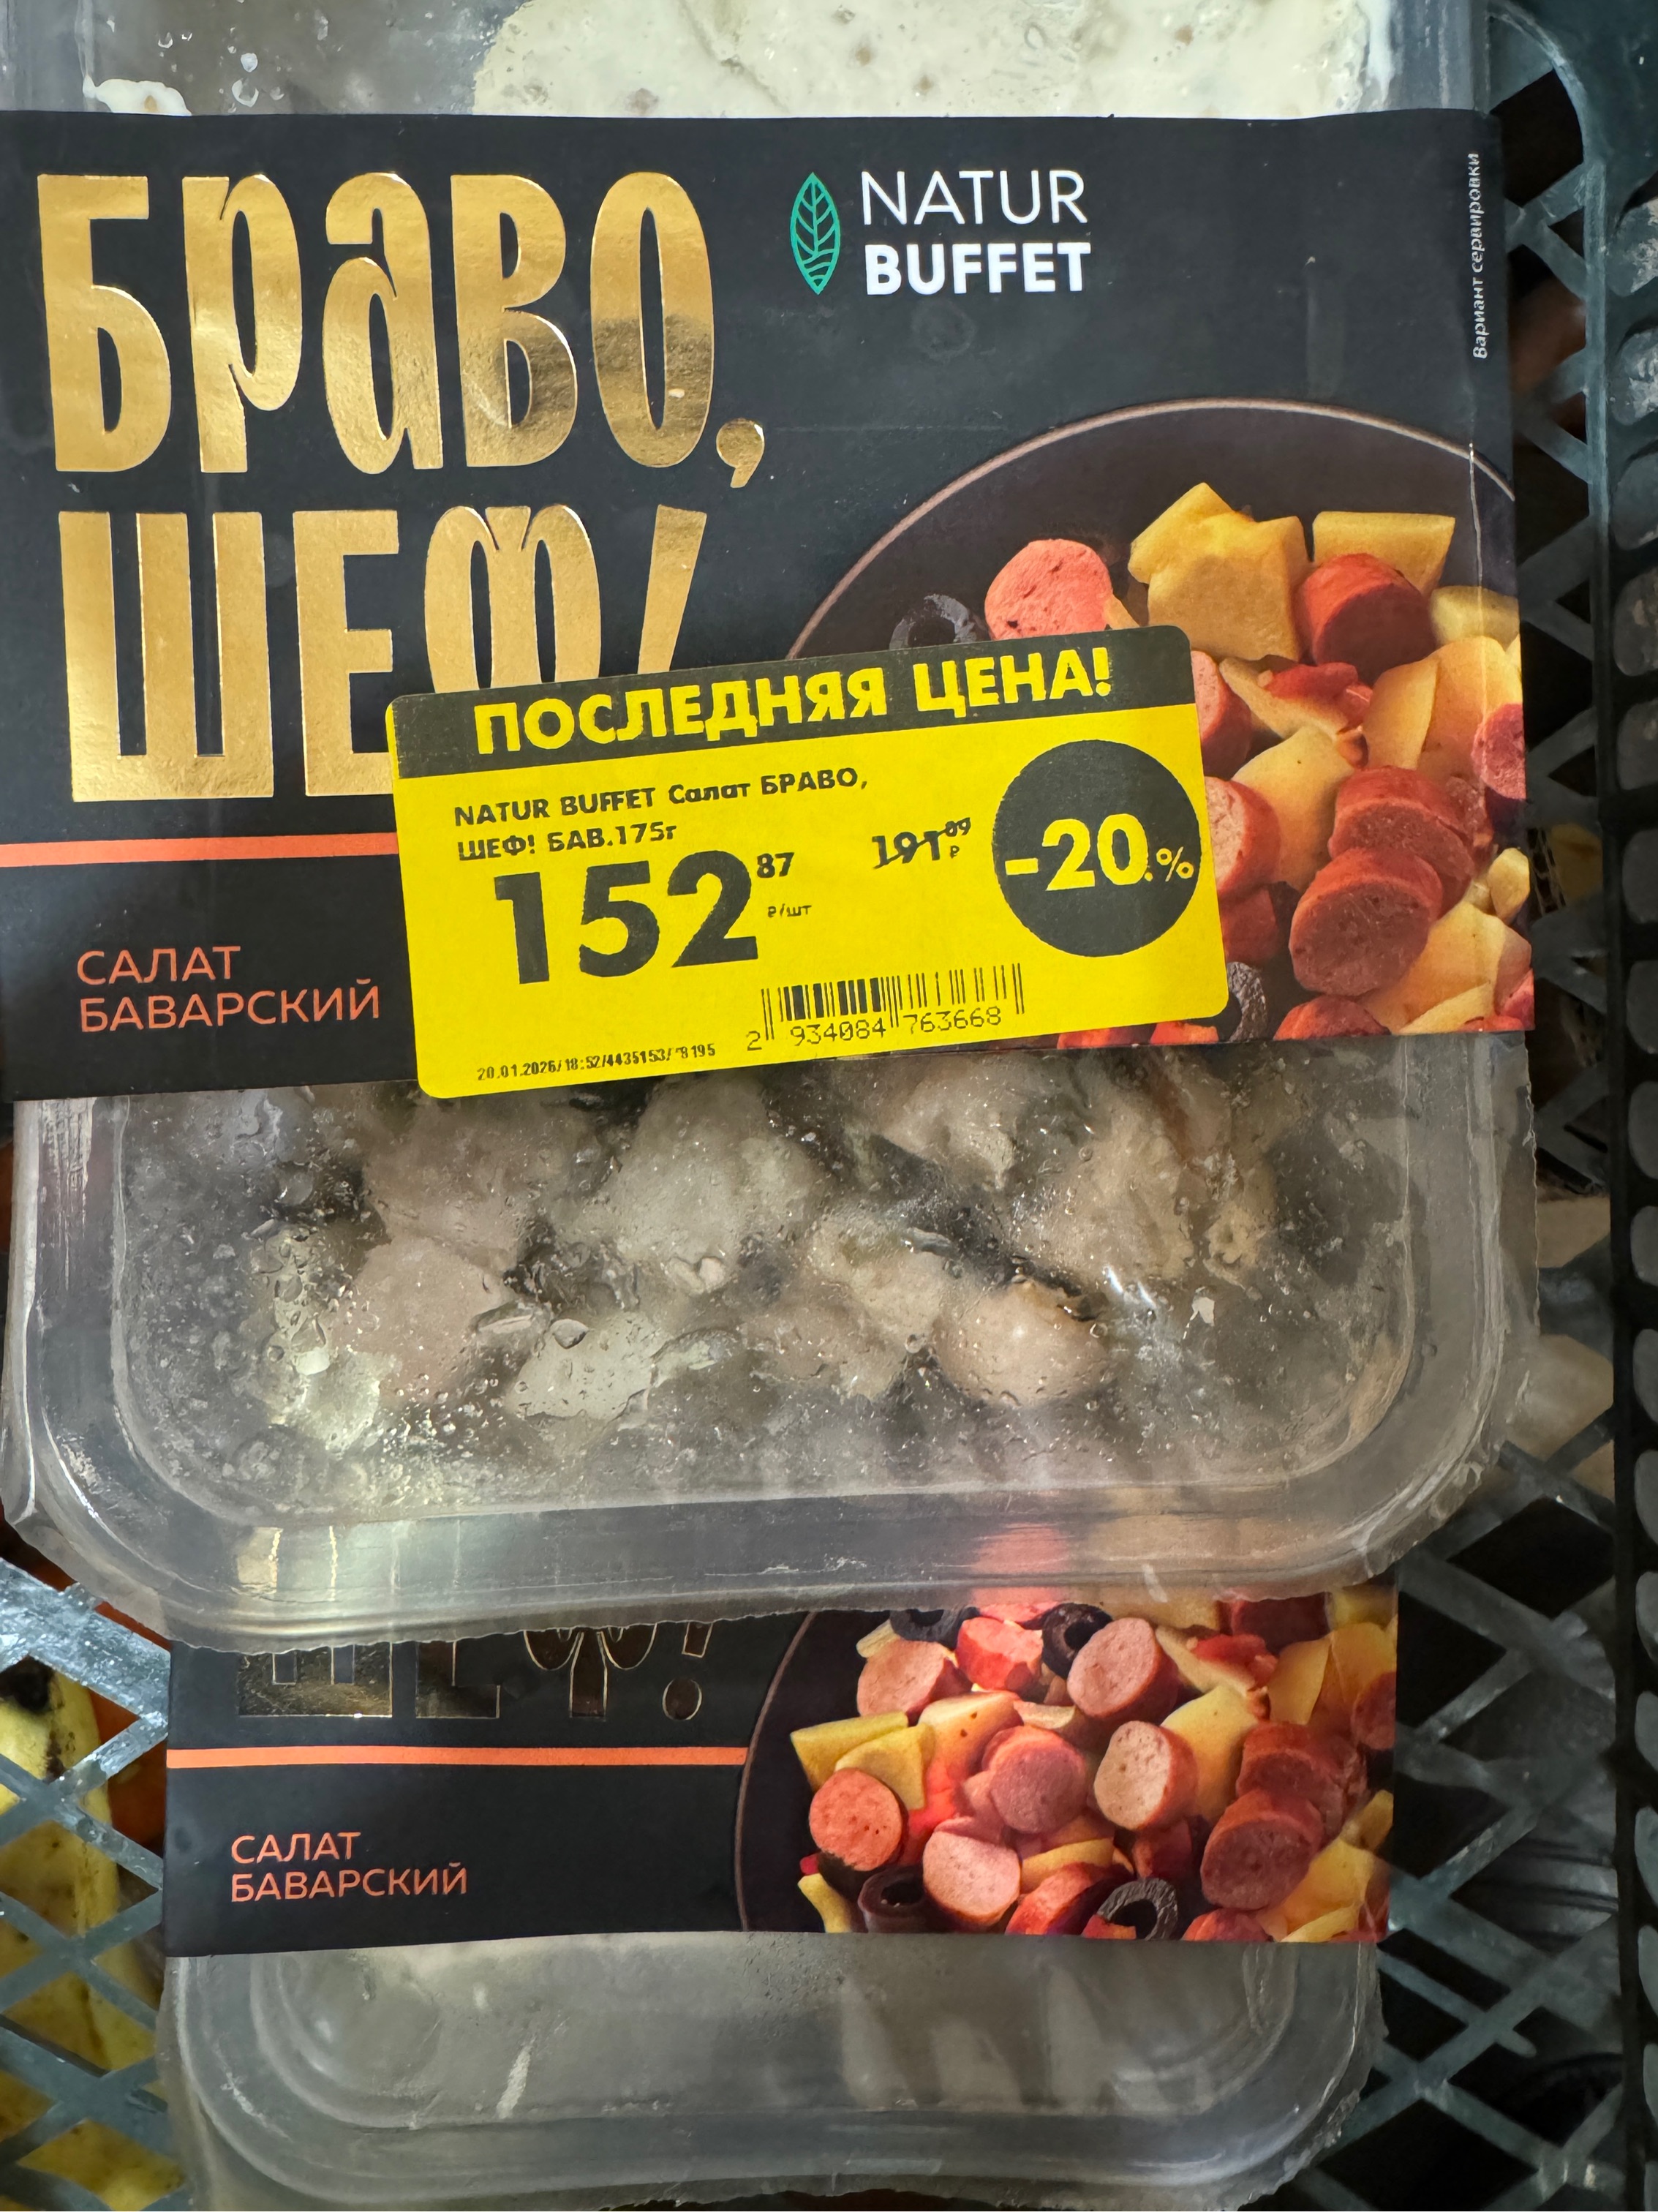 БРАВО,
ШЕФ!
NATUR
BUFFET
Вариант сервировки
ПОСЛЕДНЯЯ ЦЕНА!
NATUR BUFFET Салат БРАВО,
ШЕФ! БАВ.175г
152 87
₽/шт
191 09 ₽
-20.%
2 934084 763668
САЛАТ
БАВАРСКИЙ
ШЕФ!
САЛАТ
БАВАРСКИЙ